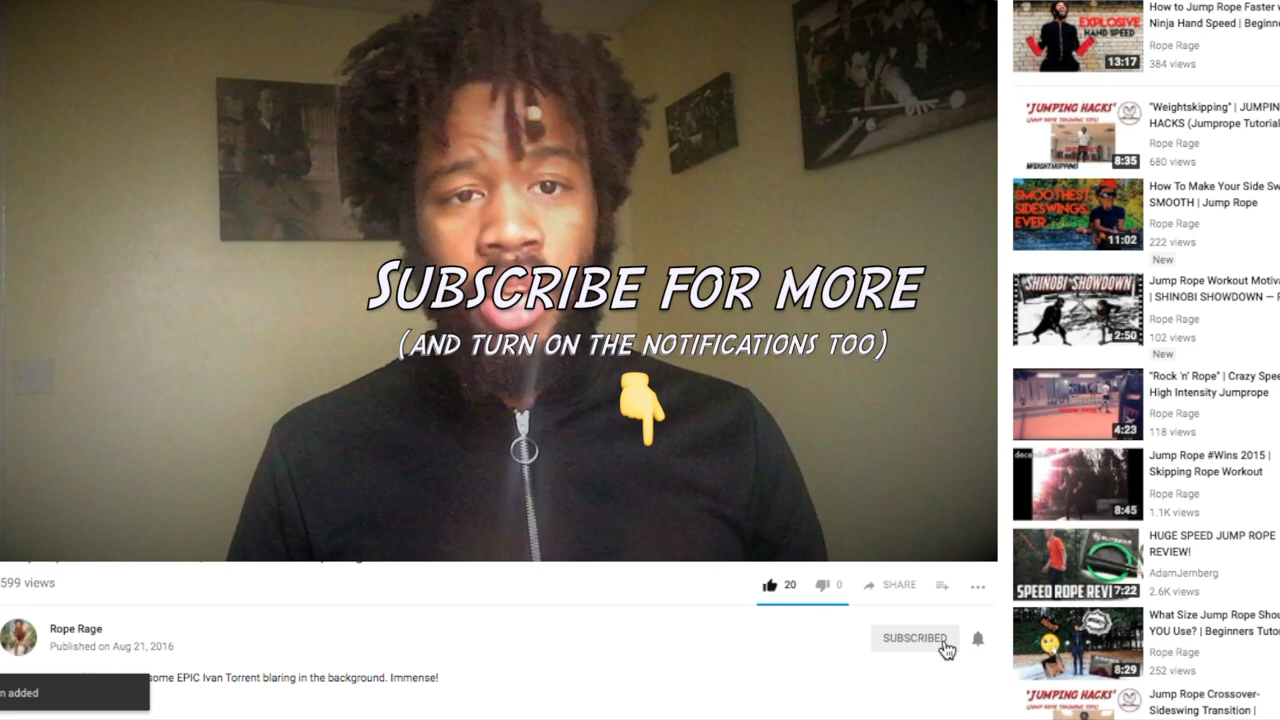 SUBSCRIBE FOR MORE
(AND TURN ON THE NOTIFICATIONS TOO)
599 views
20
0
SHARE
Rope Rage
Published on Aug 21, 2016
SUBSCRIBED
some EPIC Ivan Torrent blaring in the background. Immense!
added
EXPLOSIVE
HAND SPEED
13:17
How to Jump Rope Faster
Ninja Hand Speed |
Rope Rage
384 views
'JUMPING HACKS'
(JUMP ROPE TRAINING TIPS)
WEIGHTSKIPPING
8:35
"Weightskipping" |
HACKS (Jumprope Tutorial
Rope Rage
680 views
SMOOTHEST
SIDESWINGS
EVER
11:02
How To Make Your Side
SMOOTH | Jump Rope
Rope Rage
222 views
New
SHINOBI SHOWDOWN
2:50
Jump Rope Workout
| SHINOBI SHOWDOWN —
Rope Rage
102 views
New
4:23
"Rock 'n' Rope" | Crazy
High Intensity Jumprope
Rope Rage
118 views
8:45
Jump Rope #Wins 2015 |
Skipping Rope Workout
Rope Rage
1.1K views
SPEED ROPE
7:22
HUGE SPEED JUMP ROPE
REVIEW!
AdamJernberg
2.6K views
8:29
What Size Jump Rope
YOU Use? | Beginners
Rope Rage
252 views
'JUMPING HACKS'
(JUMP ROPE TRAINING TIPS)
Jump Rope Crossover-
Sideswing Transition |